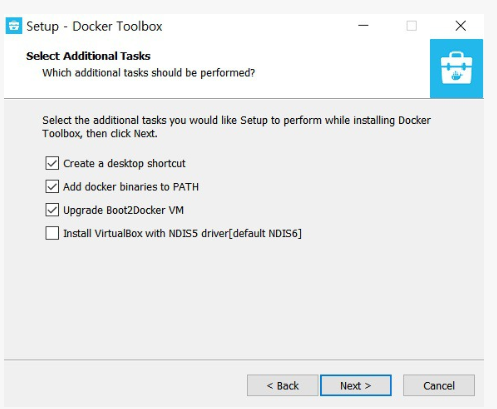 Setup - Docker Toolbox
Select Additional Tasks
Which additional tasks should be performed?
Select the additional tasks you would like Setup to perform while installing Docker
Toolbox, then click Next.
Create a desktop shortcut
Add docker binaries to PATH
Upgrade Boot2Docker VM
Install VirtualBox with NDIS5 driver[default NDIS6]
< Back Next > Cancel